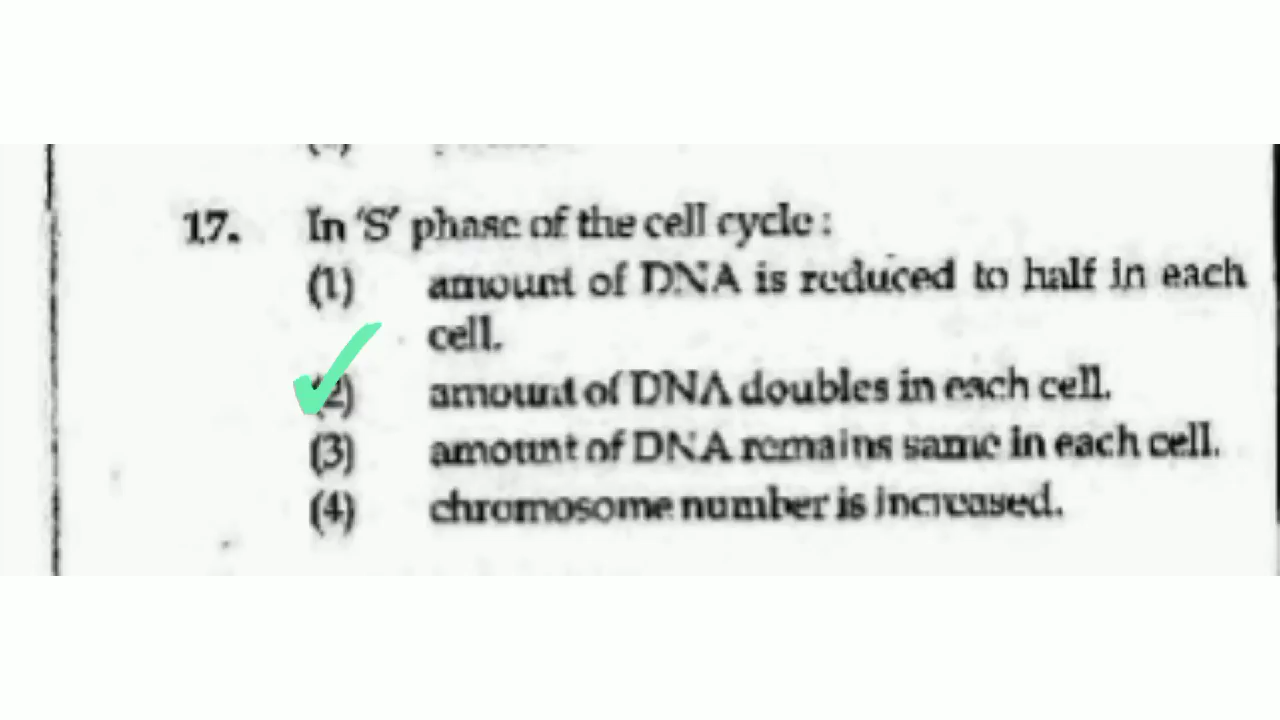 17. In 'S' phase of the cell cycle :
(1) amount of DNA is reduced to half in each
cell.
(2) amount of DNA doubles in each cell.
(3) amount of DNA remains same in each cell.
(4) chromosome number is increased.